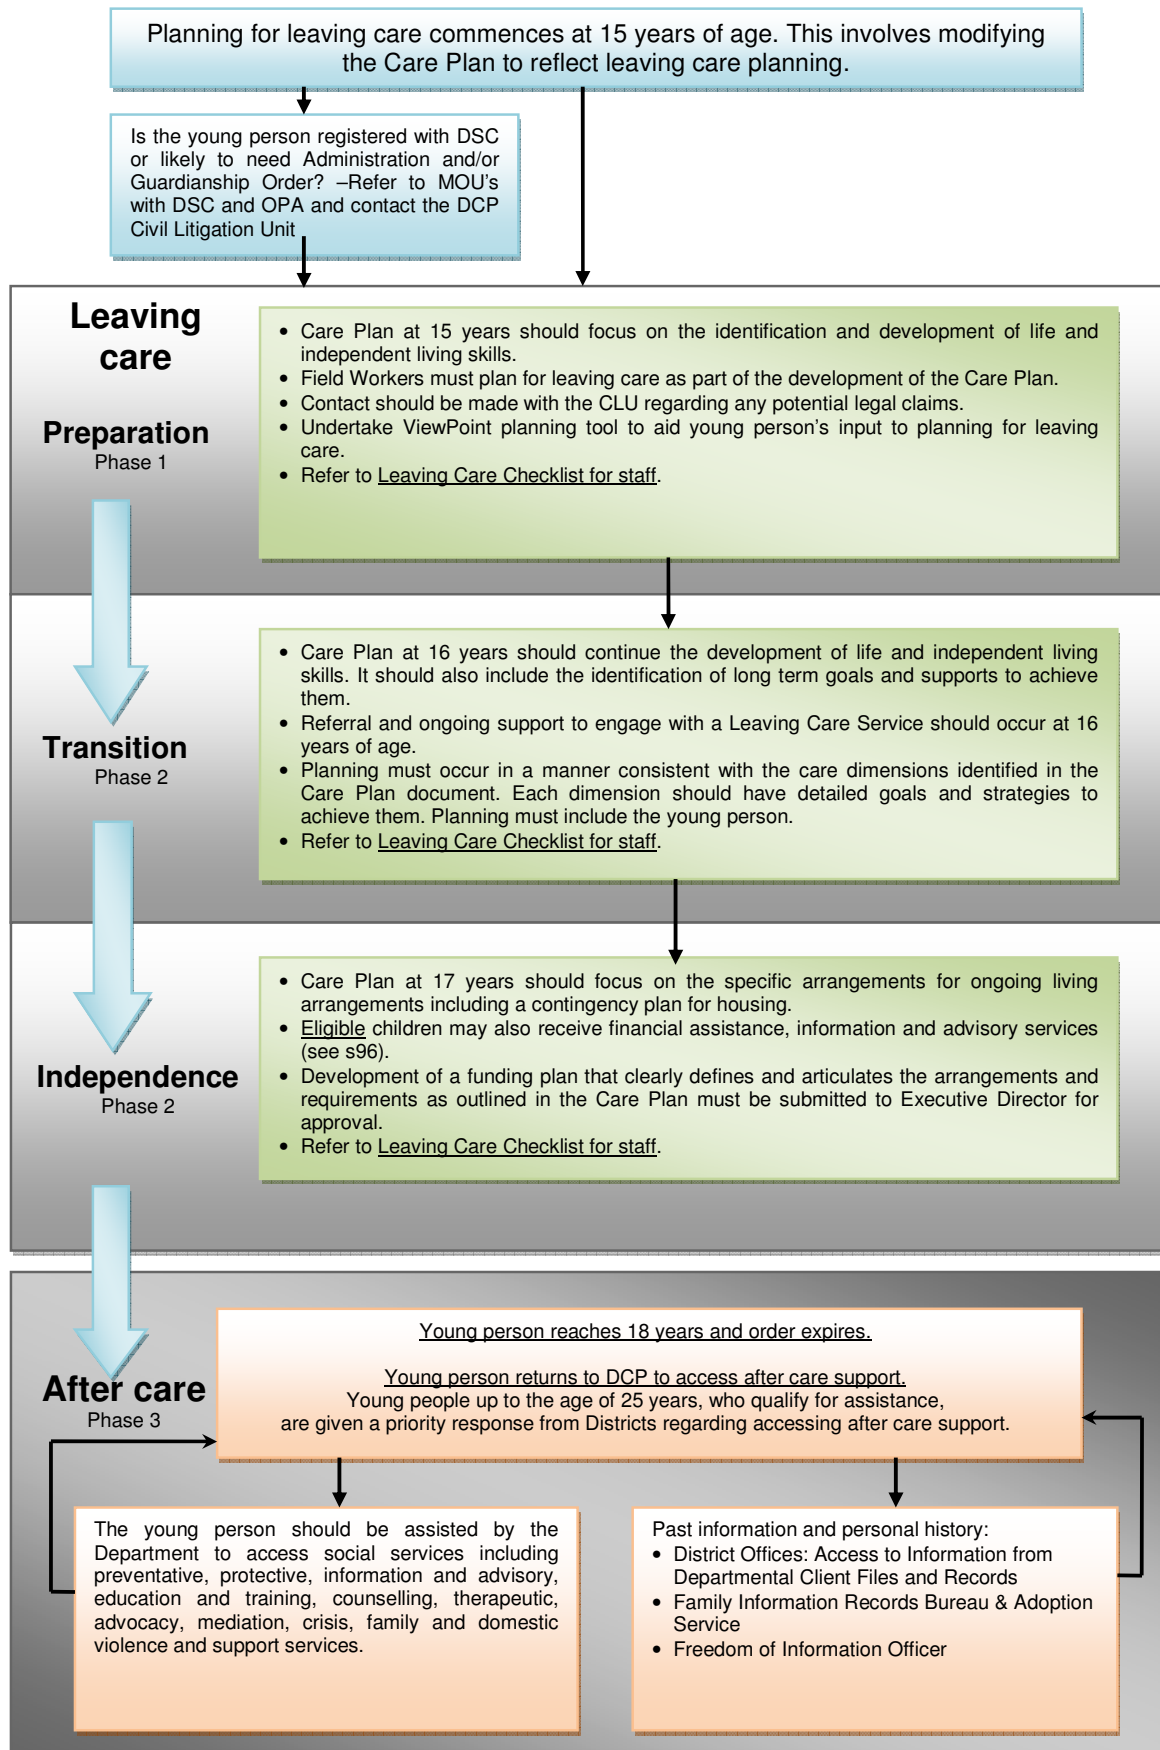 Planning for leaving care commences at 15 years of age. This involves modifying
the Care Plan to reflect leaving care planning.
Is the young person registered with DSC
or likely to need Administration and/or
Guardianship Order? –Refer to MOU's
with DSC and OPA and contact the DCP
Civil Litigation Unit
Leaving
care
Preparation
Phase 1
• Care Plan at 15 years should focus on the identification and development of life and
independent living skills.
• Field Workers must plan for leaving care as part of the development of the Care Plan.
• Contact should be made with the CLU regarding any potential legal claims.
• Undertake ViewPoint planning tool to aid young person's input to planning for leaving
care.
• Refer to Leaving Care Checklist for staff.
Transition
Phase 2
• Care Plan at 16 years should continue the development of life and independent living
skills. It should also include the identification of long term goals and supports to achieve
them.
• Referral and ongoing support to engage with a Leaving Care Service should occur at 16
years of age.
• Planning must occur in a manner consistent with the care dimensions identified in the
Care Plan document. Each dimension should have detailed goals and strategies to
achieve them. Planning must include the young person.
• Refer to Leaving Care Checklist for staff.
Independence
Phase 2
• Care Plan at 17 years should focus on the specific arrangements for ongoing living
arrangements including a contingency plan for housing.
• Eligible children may also receive financial assistance, information and advisory services
(see s96).
• Development of a funding plan that clearly defines and articulates the arrangements and
requirements as outlined in the Care Plan must be submitted to Executive Director for
approval.
• Refer to Leaving Care Checklist for staff.
After care
Phase 3
Young person reaches 18 years and order expires.
Young person returns to DCP to access after care support.
Young people up to the age of 25 years, who qualify for assistance,
are given a priority response from Districts regarding accessing after care support.
The young person should be assisted by the
Department to access social services including
preventative, protective, information and advisory,
education and training, counselling, therapeutic,
advocacy, mediation, crisis, family and domestic
violence and support services.
Past information and personal history:
• District Offices: Access to Information from
Departmental Client Files and Records
• Family Information Records Bureau & Adoption
Service
• Freedom of Information Officer